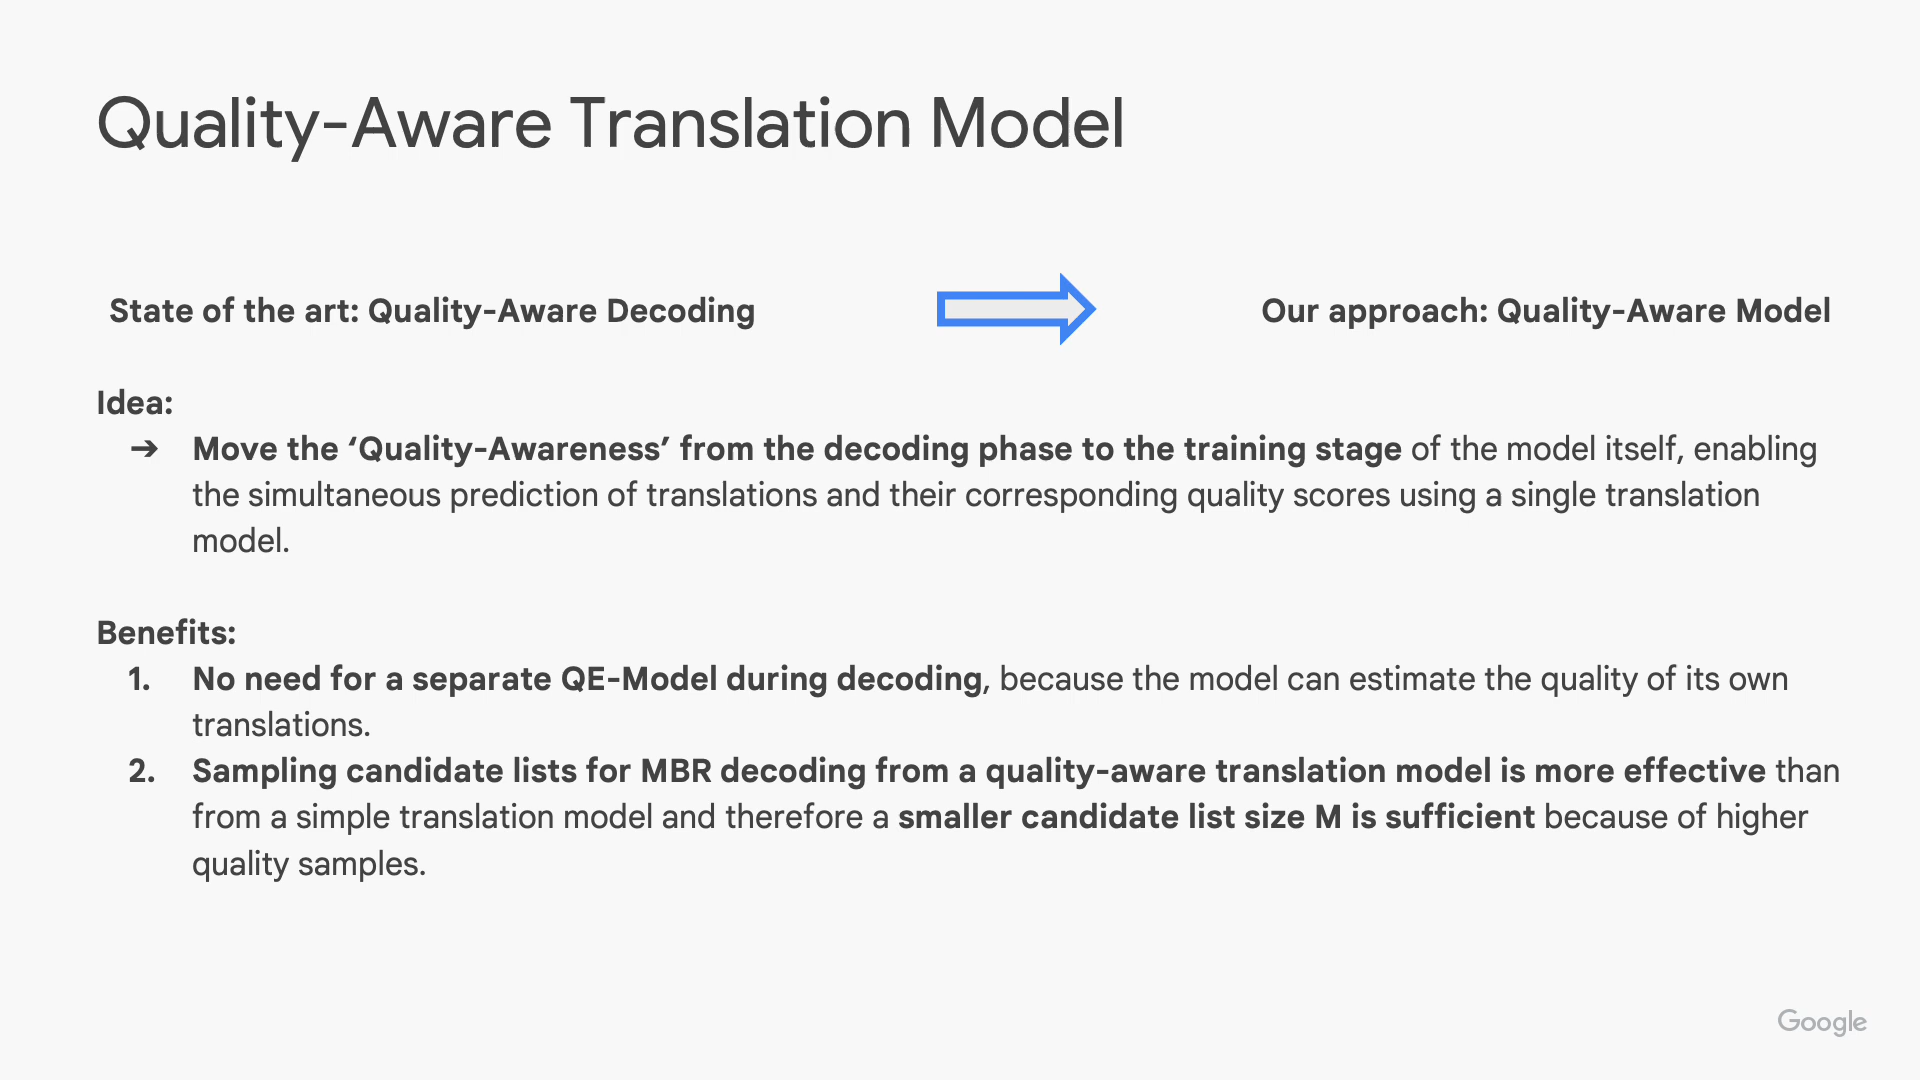 Quality-Aware Translation Model
State of the art: Quality-Aware Decoding
Our approach: Quality-Aware Model
Idea:
➔ Move the ‘Quality-Awareness’ from the decoding phase to the training stage of the model itself, enabling
the simultaneous prediction of translations and their corresponding quality scores using a single translation
model.
Benefits:
1. No need for a separate QE-Model during decoding, because the model can estimate the quality of its own
translations.
2. Sampling candidate lists for MBR decoding from a quality-aware translation model is more effective than
from a simple translation model and therefore a smaller candidate list size M is sufficient because of higher
quality samples.
Google